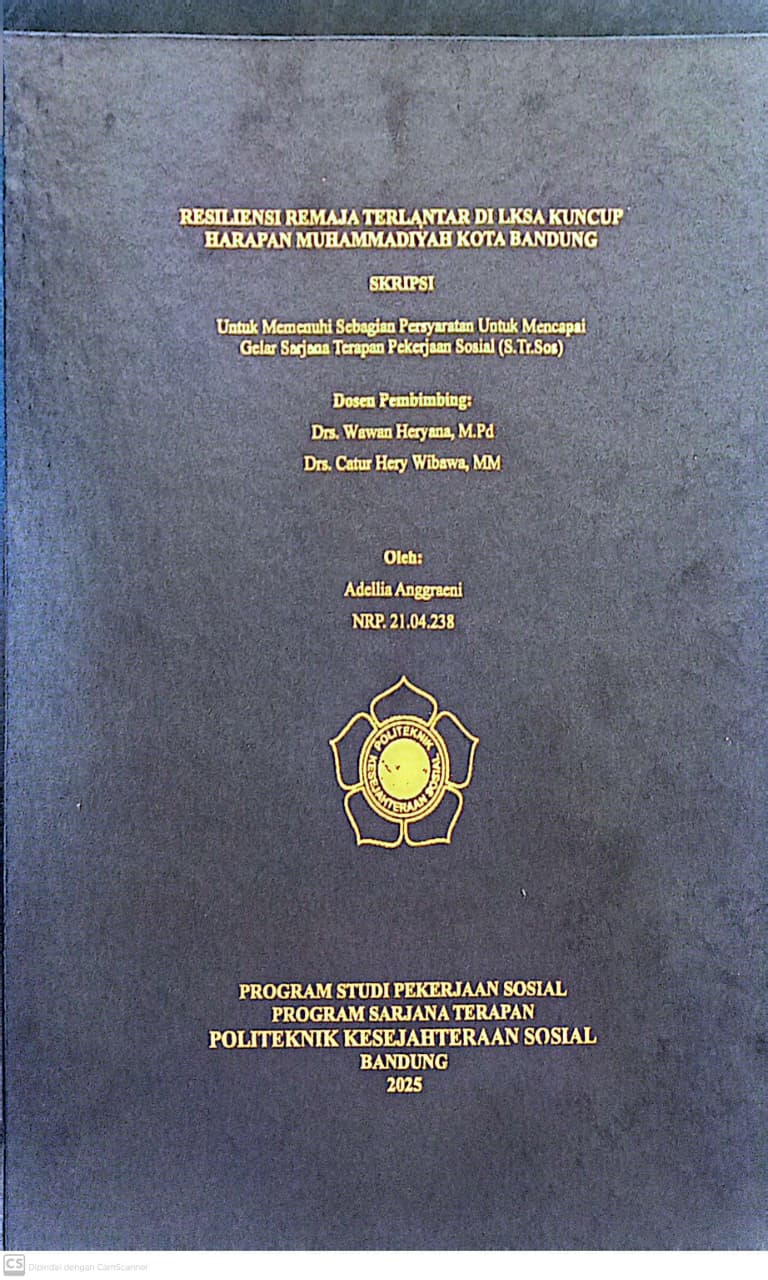 RESILIENSI REMAJA TERLANTAR DI LKSA KUNCUP
HARAPAN MUHAMMADIYAH KOTA BANDUNG
SKRIPSI
Untuk Memenuhi Sebagian Persyaratan Untuk Mencapai
Gelar Sarjana Terapan Pekerjaan Sosial (S.Tr.Sos)
Dosen Pembimbing:
Drs. Wawan Heryana, M.Pd
Drs. Catur Hery Wibawa, MM
Oleh:
Adellia Anggraeni
NRP. 21.04.238
POLITEKNIK
KESEJAHTERAAN SOSIAL
PROGRAM STUDI PEKERJAAN SOSIAL
PROGRAM SARJANA TERAPAN
POLITEKNIK KESEJAHTERAAN SOSIAL
BANDUNG
2025
CS Dipindai dengan CamScanner